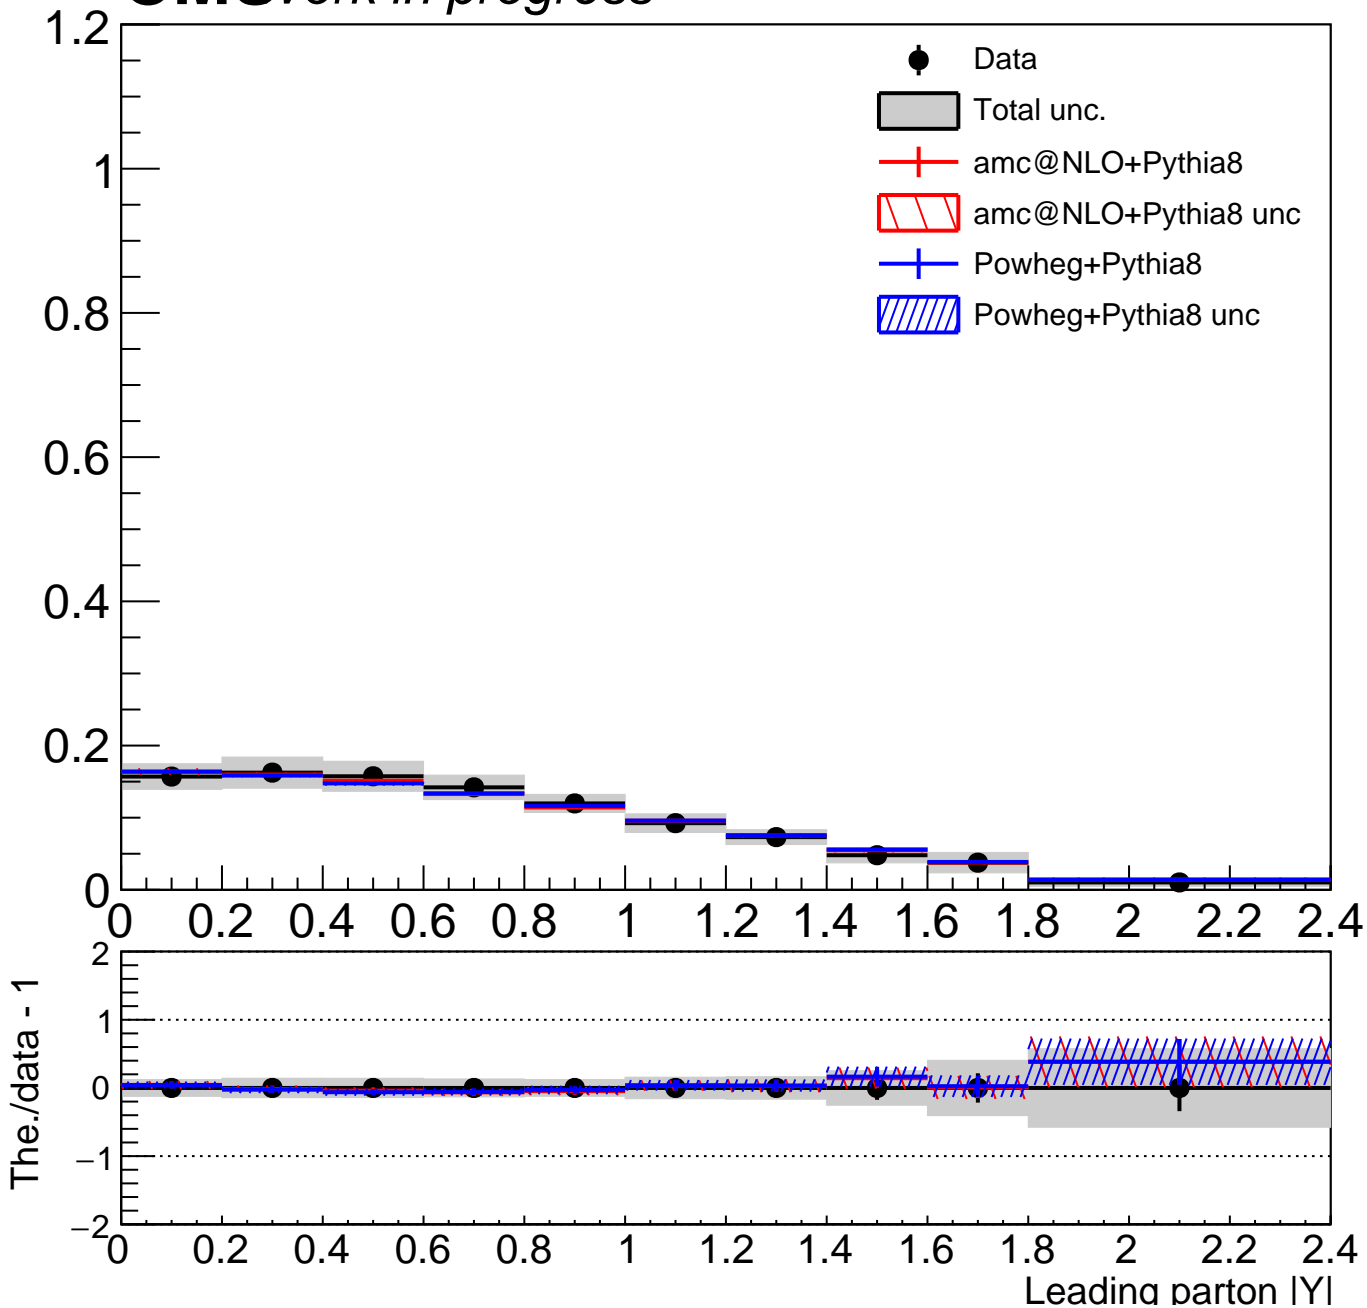 CMS Work in progress
1.2
1
0.8
0.6
0.4
0.2
0
Data
Total unc.
amc@NLO+Pythia8
amc@NLO+Pythia8 unc
Powheg+Pythia8
Powheg+Pythia8 unc
0 0.2 0.4 0.6 0.8 1 1.2 1.4 1.6 1.8 2 2.2 2.4
The./data - 1
2
1
0
−1
−2
0 0.2 0.4 0.6 0.8 1 1.2 1.4 1.6 1.8 2 2.2 2.4
Leading parton |Y|